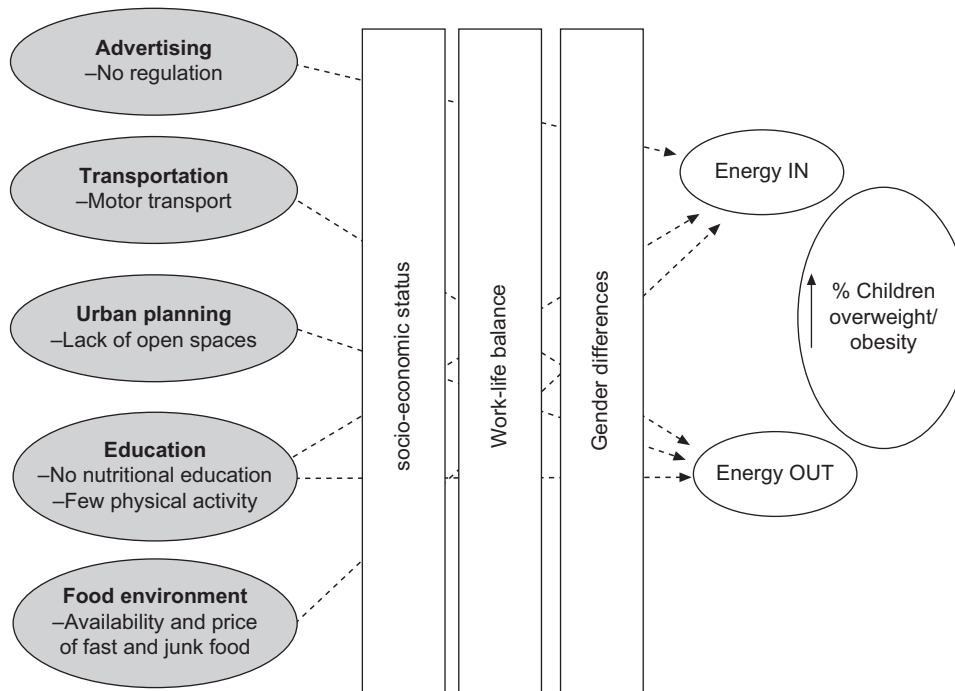 Advertising
–No regulation
Transportation
–Motor transport
Urban planning
–Lack of open spaces
Education
–No nutritional education
–Few physical activity
Food environment
–Availability and price
of fast and junk food
socio-economic status
Work-life balance
Gender differences
Energy IN
Energy OUT
% Children
overweight/
obesity